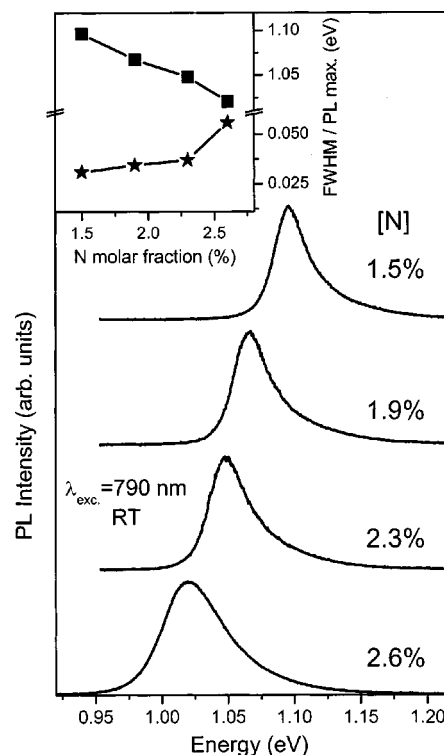 1.10
1.05
0.050
0.025
FWHM / PL max. (eV)
1.5 2.0 2.5
N molar fraction (%)
[N]
1.5%
1.9%
λexc.=790 nm
RT
2.3%
2.6%
PL Intensity (arb. units)
0.95 1.00 1.05 1.10 1.15 1.20
Energy (eV)